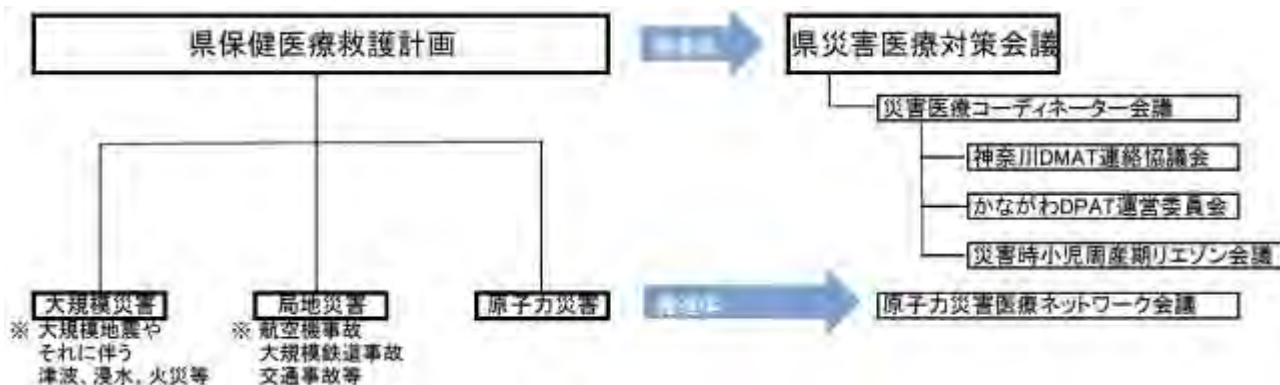 県保健医療救護計画
県災害医療対策会議
災害医療コーディネーター会議
神奈川DMAT連絡協議会
かながわDPAT運営委員会
災害時小児周産期リエゾン会議
大規模災害
局地災害
原子力災害
原子力災害医療ネットワーク会議
※ 大規模地震や
それに伴う
津波、浸水、火災等
※ 航空機事故
大規模鉄道事故
交通事故等